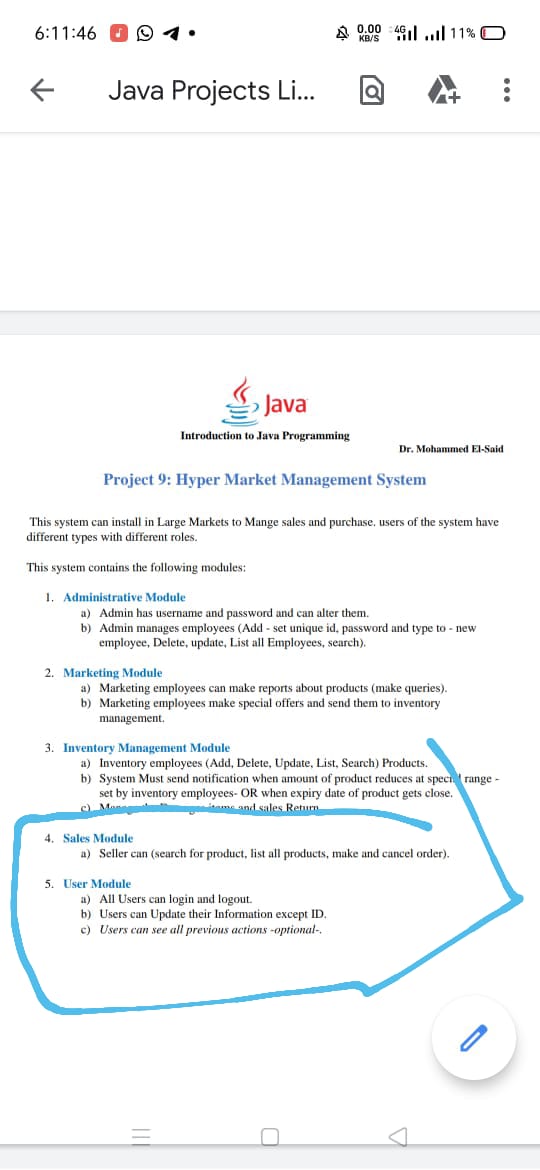 6:11:46
0.00 KB/S 4G 11%
Java Projects Li...
Java
Introduction to Java Programming
Dr. Mohammed El-Said
Project 9: Hyper Market Management System
This system can install in Large Markets to Mange sales and purchase. users of the system have
different types with different roles.
This system contains the following modules:
1. Administrative Module
a) Admin has username and password and can alter them.
b) Admin manages employees (Add - set unique id, password and type to - new
employee, Delete, update, List all Employees, search).
2. Marketing Module
a) Marketing employees can make reports about products (make queries).
b) Marketing employees make special offers and send them to inventory
management.
3. Inventory Management Module
a) Inventory employees (Add, Delete, Update, List, Search) Products.
b) System Must send notification when amount of product reduces at special range -
set by inventory employees- OR when expiry date of product gets close.
c) and sales Return
4. Sales Module
a) Seller can (search for product, list all products, make and cancel order).
5. User Module
a) All Users can login and logout.
b) Users can Update their Information except ID.
c) Users can see all previous actions -optional-.